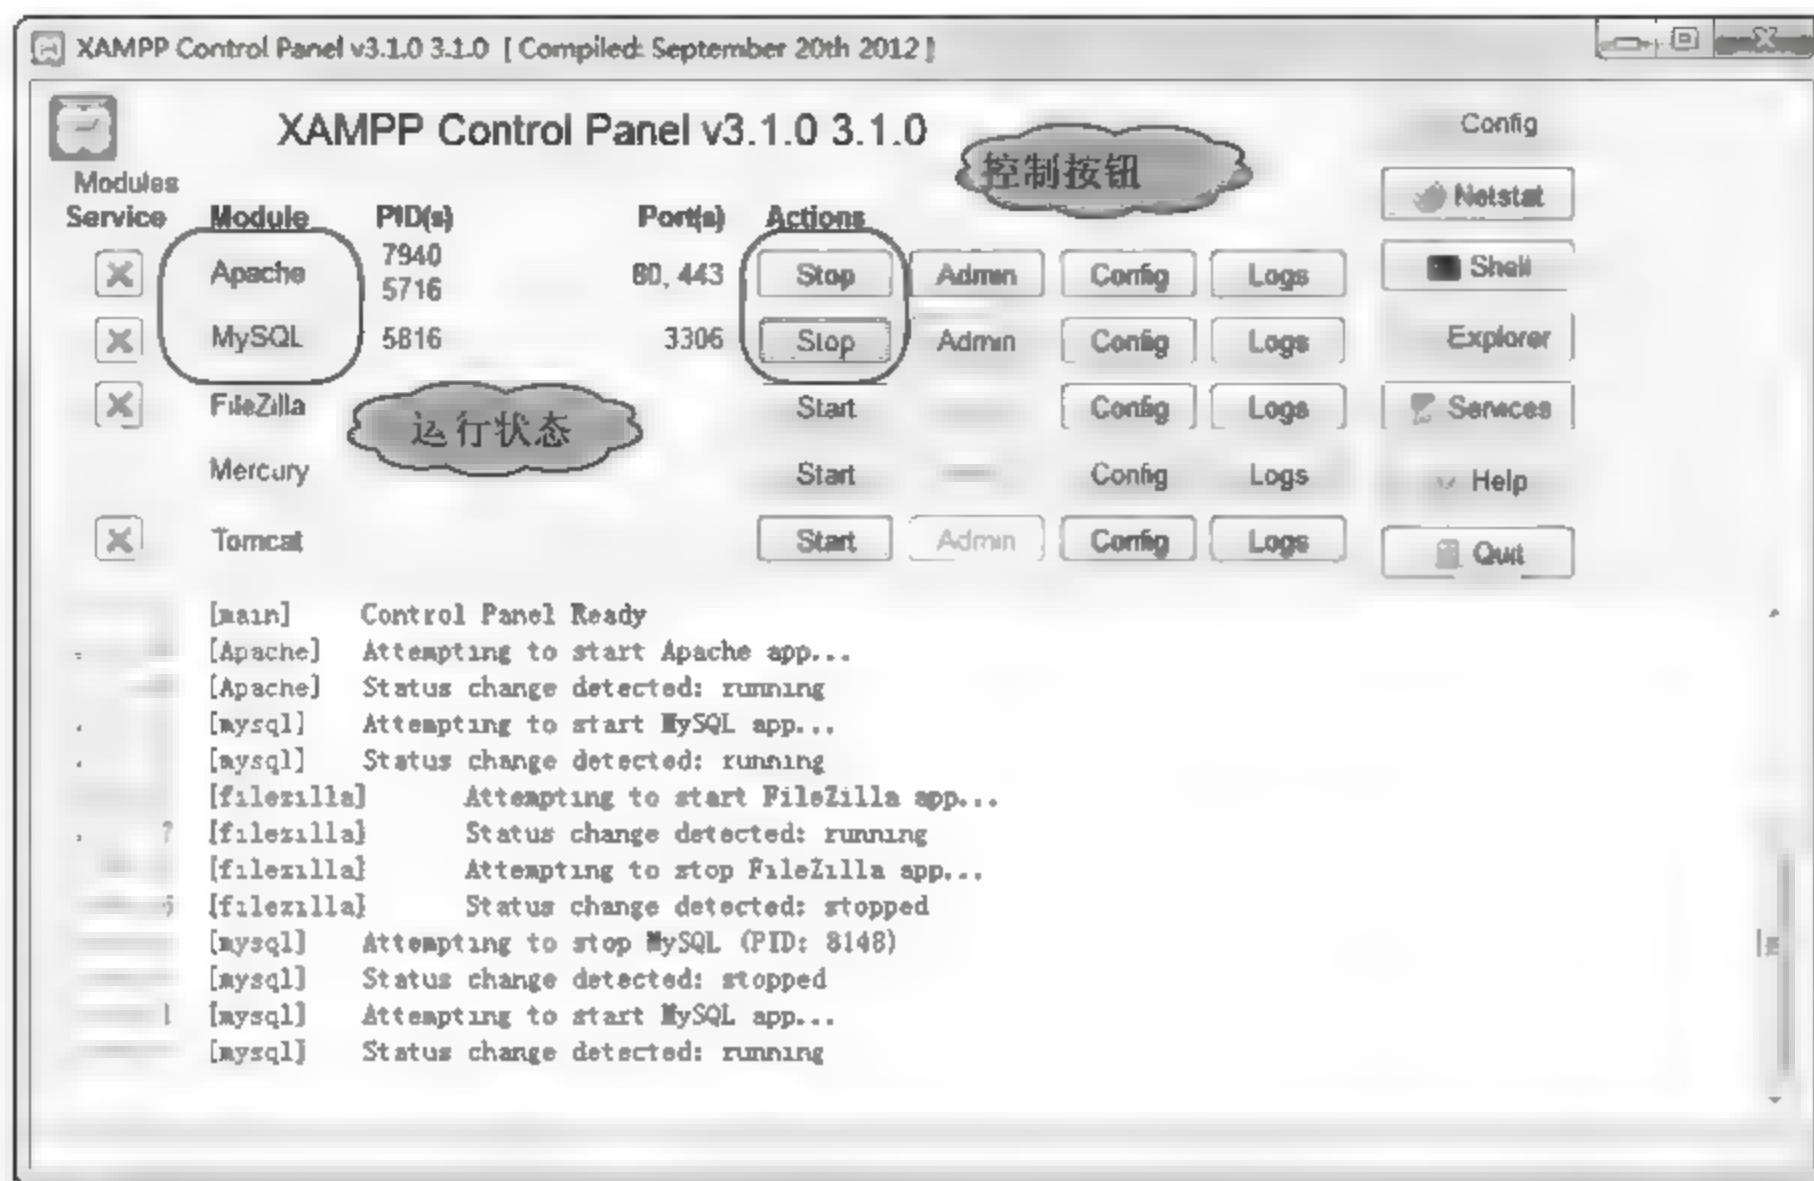 XAMPP Control Panel v3.1.0 3.1.0 [ Compiled: September 20th 2012 ]
XAMPP Control Panel v3.1.0 3.1.0
控制按钮
Config
Modules
Service Module PID(s) Port(s) Actions
Netstat
Apache 7940 5716 80, 443 Stop Admin Config Logs
Shell
MySQL 5816 3306 Stop Admin Config Logs
Explorer
FileZilla Start Config Logs
Services
运行状态
Mercury Start Config Logs
Help
Tomcat Start Admin Config Logs
Quit
[main] Control Panel Ready
[Apache] Attempting to start Apache app...
[Apache] Status change detected: running
[mysql] Attempting to start MySQL app...
[mysql] Status change detected: running
[filezilla] Attempting to start FileZilla app...
[filezilla] Status change detected: running
[filezilla] Attempting to stop FileZilla app...
[filezilla] Status change detected: stopped
[mysql] Attempting to stop MySQL (PID: 8148)
[mysql] Status change detected: stopped
[mysql] Attempting to start MySQL app...
[mysql] Status change detected: running